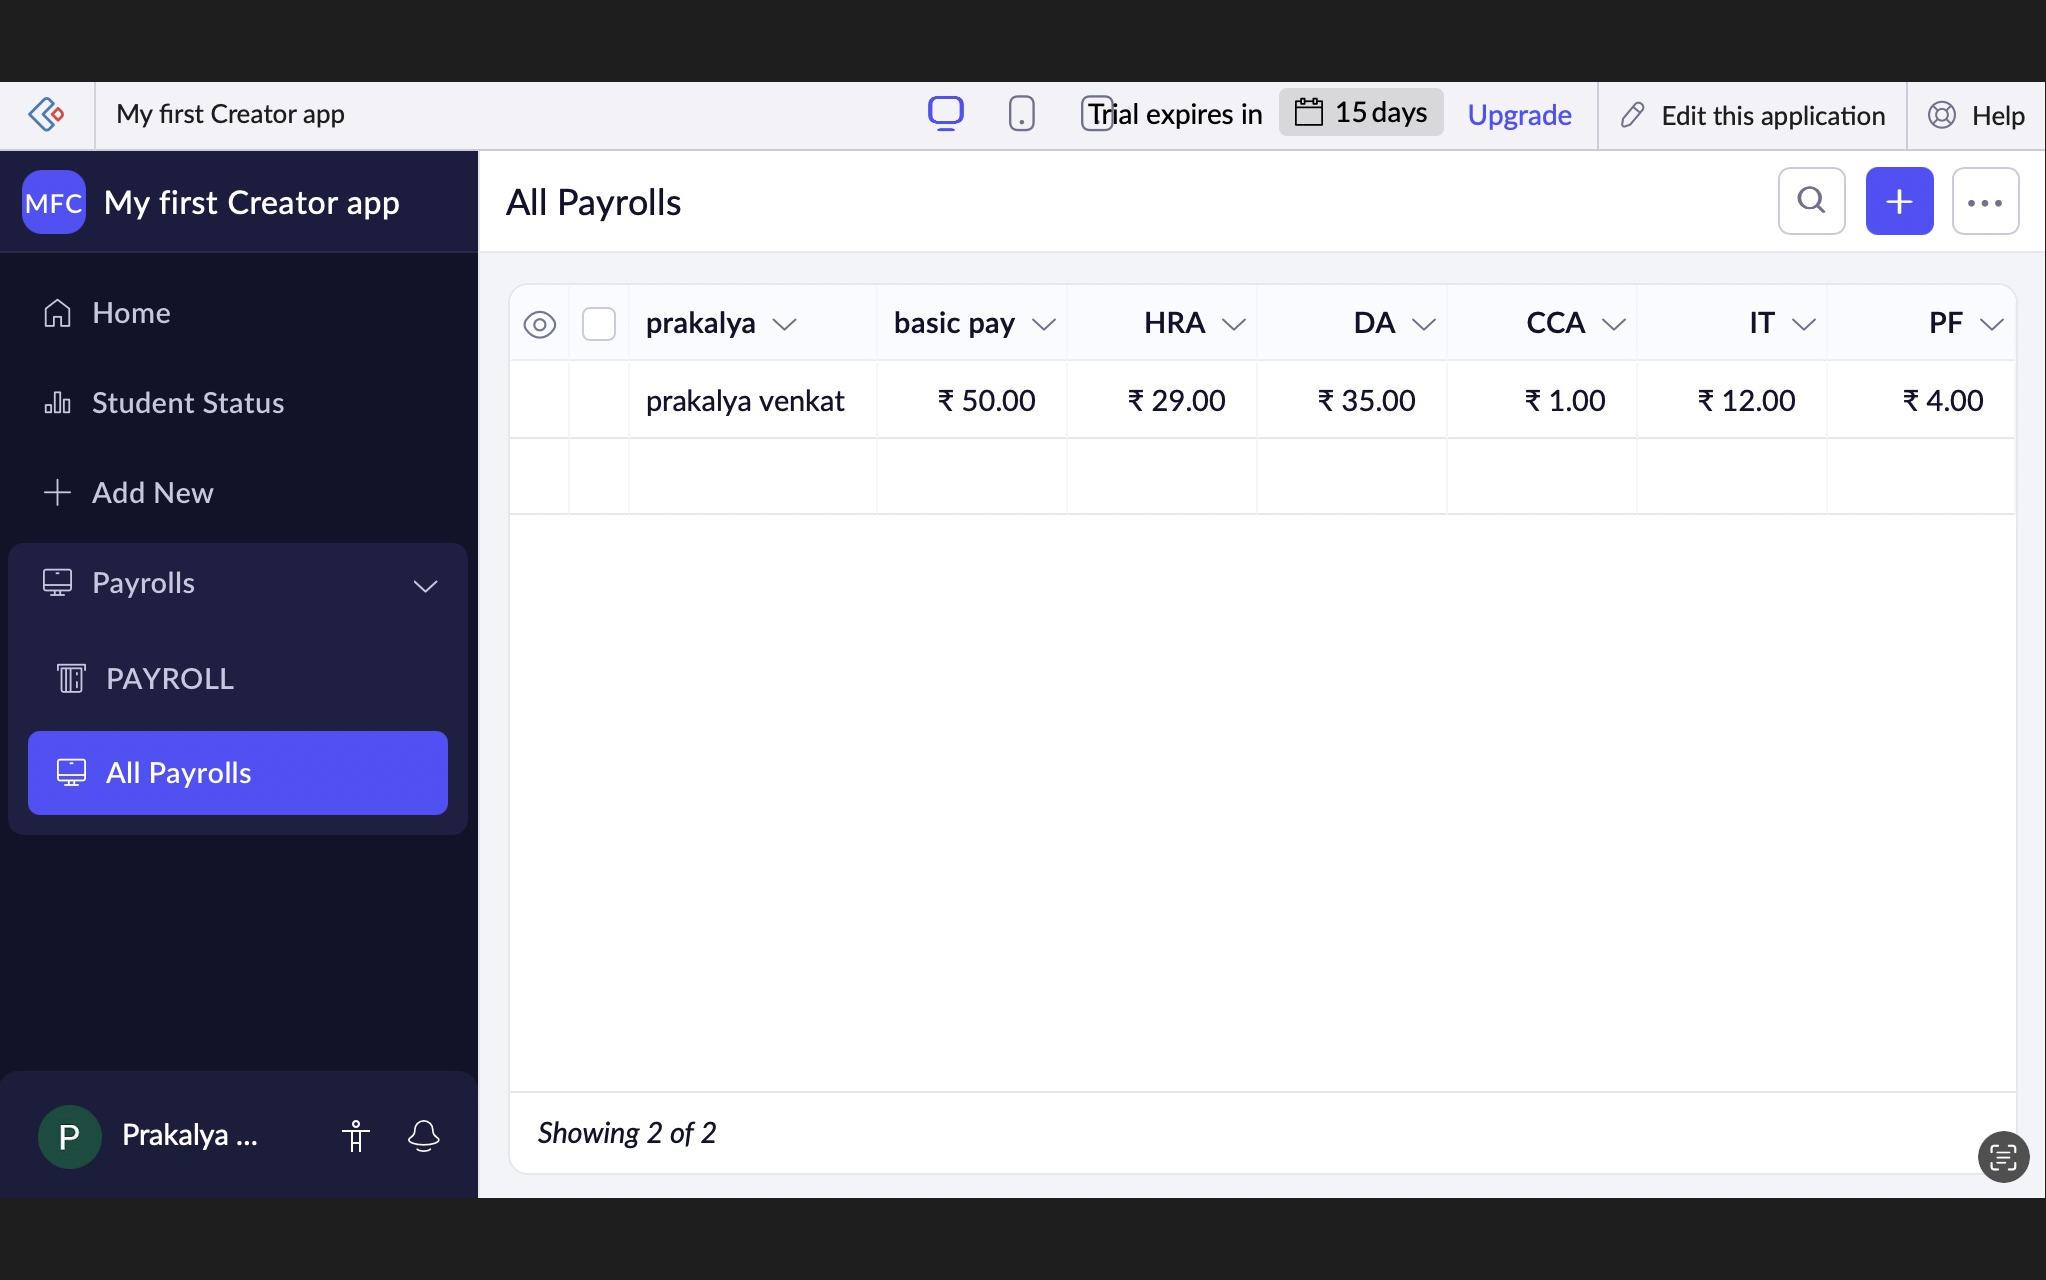 My first Creator app
Trial expires in 15 days Upgrade Edit this application Help
MFC My first Creator app
Home
Student Status
Add New
Payrolls
PAYROLL
All Payrolls
P Prakalya ...
All Payrolls
prakalya basic pay HRA DA CCA IT PF
prakalya venkat ₹ 50.00 ₹ 29.00 ₹ 35.00 ₹ 1.00 ₹ 12.00 ₹ 4.00
Showing 2 of 2